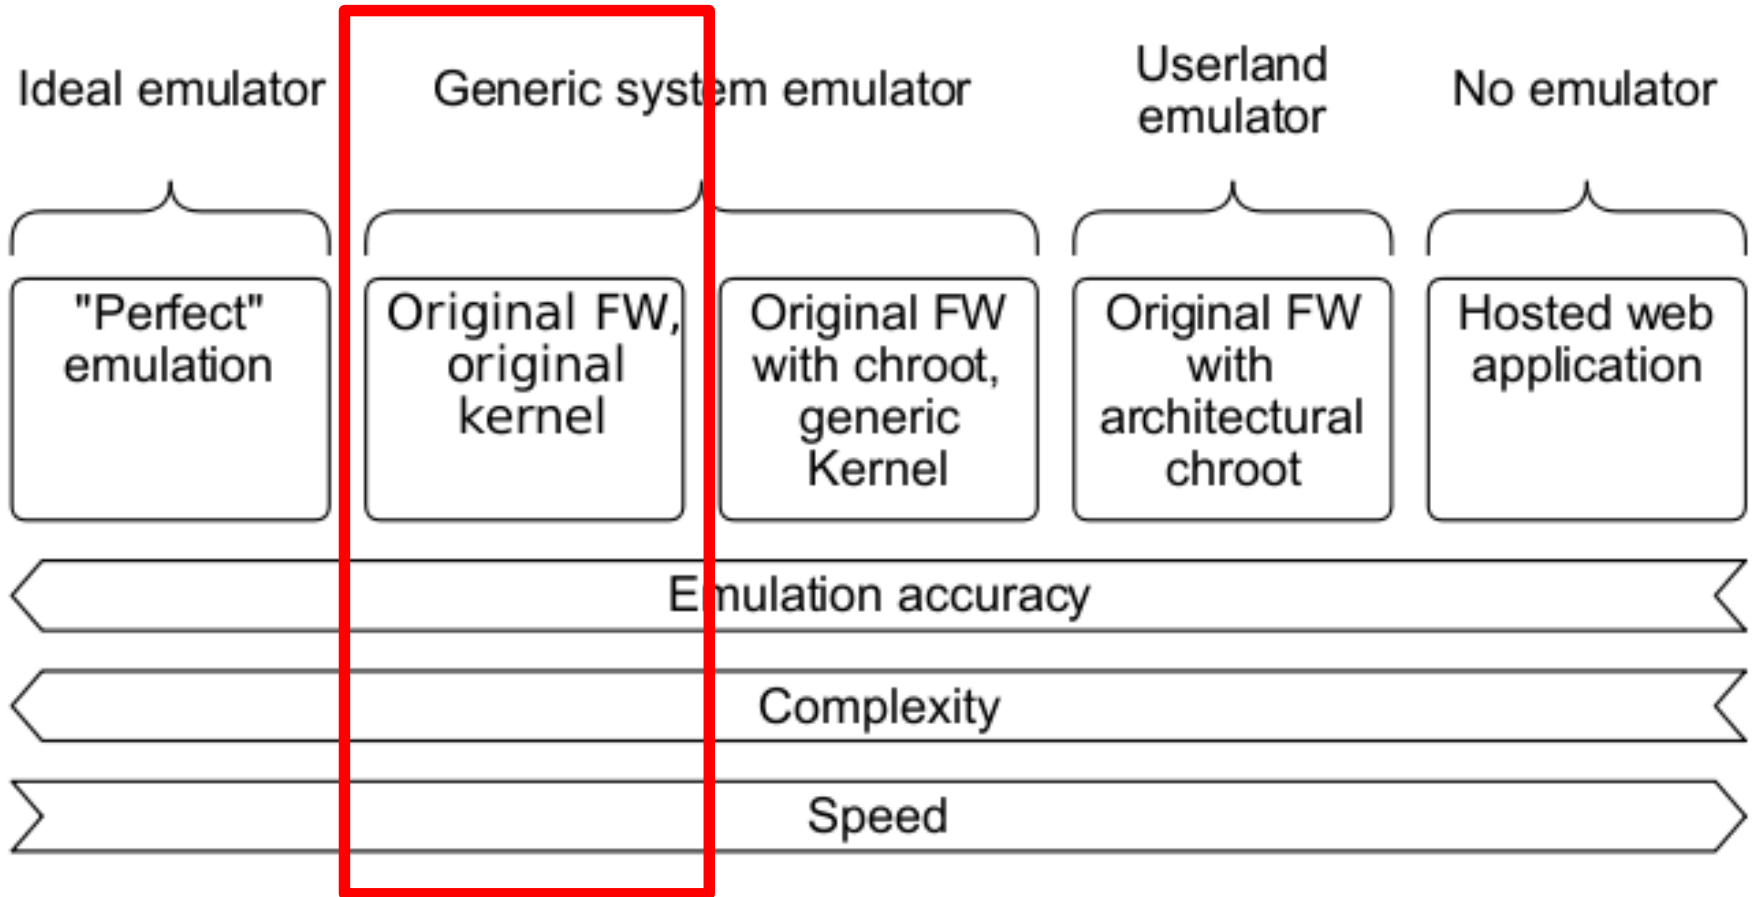 Ideal emulator
Generic system emulator
Userland
emulator
No emulator
"Perfect"
emulation
Original FW,
original
kernel
Original FW
with chroot,
generic
Kernel
Original FW
with
architectural
chroot
Hosted web
application
Emulation accuracy
Complexity
Speed